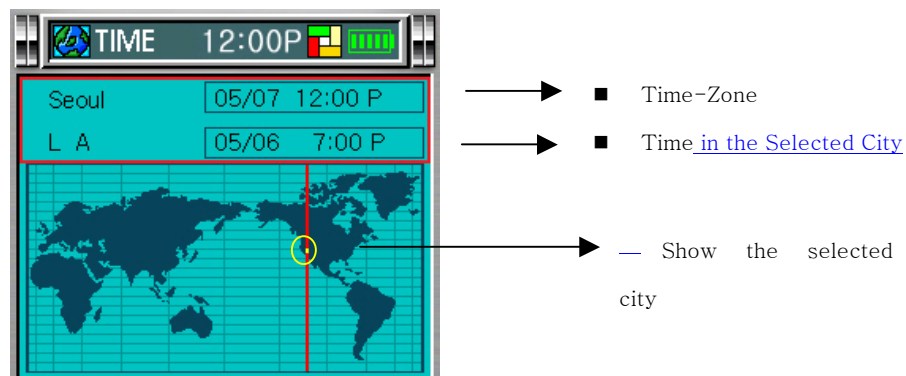 TIME 12:00P
Seoul 05/07 12:00 P
L A 05/06 7:00 P
■ Time-Zone
■ Time in the Selected City
— Show the selected
city